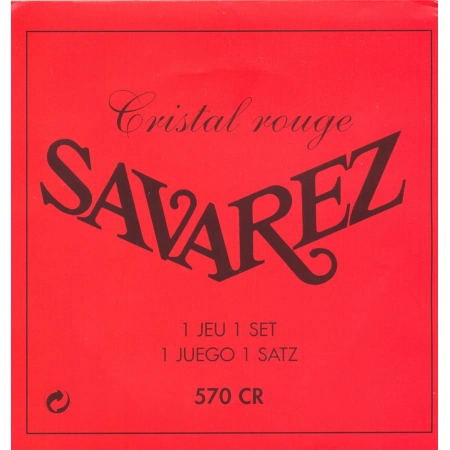 Cristal rouge
SAVAREZ
1 JEU 1 SET
1 JUEGO 1 SATZ
570 CR